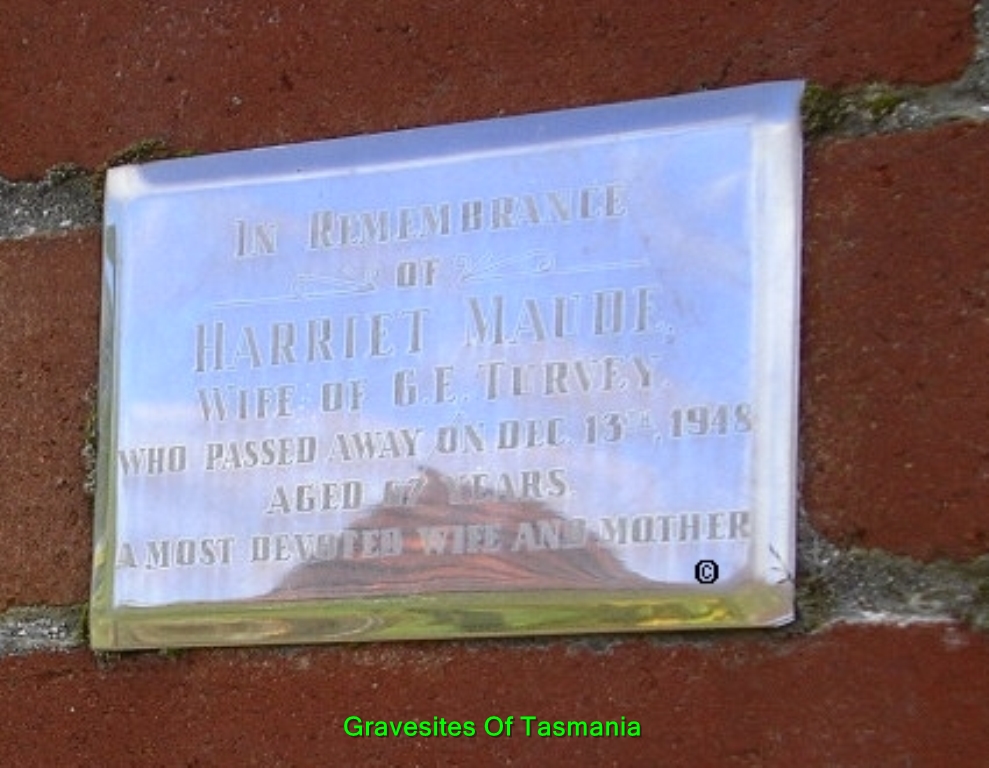 IN REMEMBRANCE
OF
HARRIET MAUDE,
WIFE OF G.E. TURVEY.
WHO PASSED AWAY ON DEC. 13TH, 1948
AGED YEARS.
A MOST DEVOTED WIFE AND MOTHER
©
Gravesites Of Tasmania